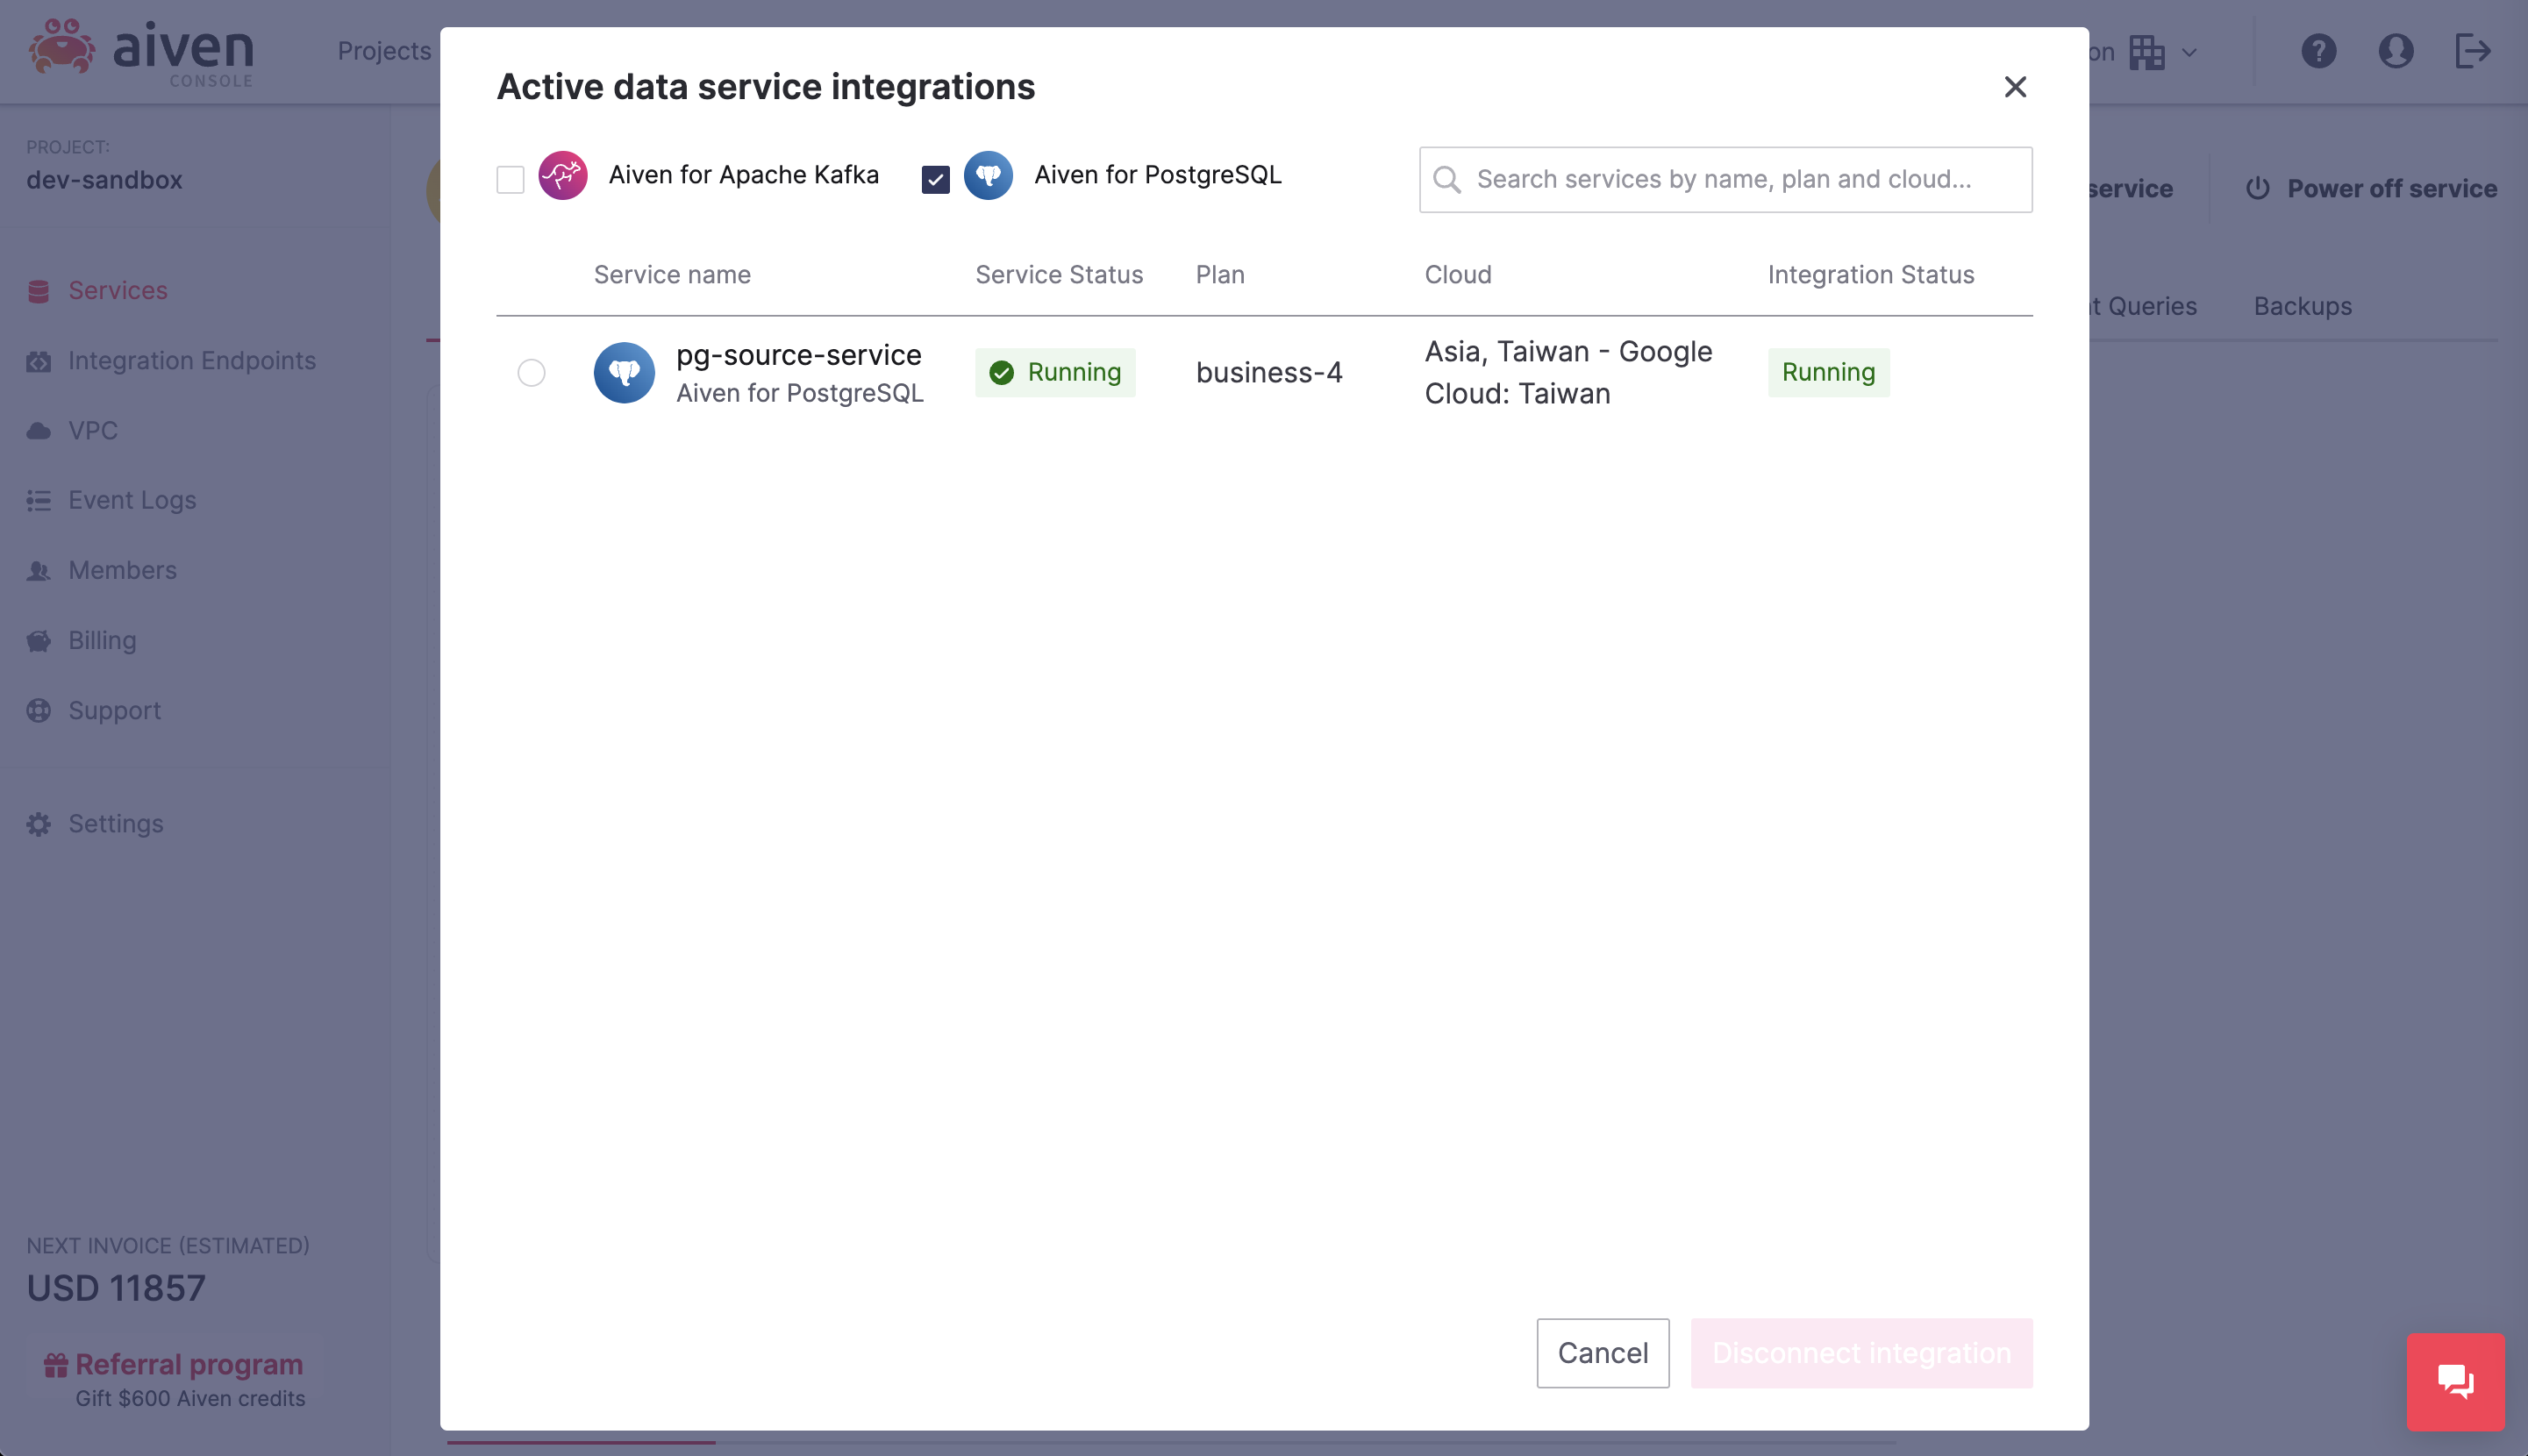 aiven
CONSOLE
Projects
on
PROJECT:
dev-sandbox
Services
Integration Endpoints
VPC
Event Logs
Members
Billing
Support
Settings
NEXT INVOICE (ESTIMATED)
USD 11857
Referral program
Gift $600 Aiven credits
service
Power off service
t Queries
Backups
Active data service integrations
Aiven for Apache Kafka
Aiven for PostgreSQL
Search services by name, plan and cloud...
Service name Service Status Plan Cloud Integration Status
pg-source-service
Aiven for PostgreSQL
Running
business-4
Asia, Taiwan - Google
Cloud: Taiwan
Running
Cancel
Disconnect integration